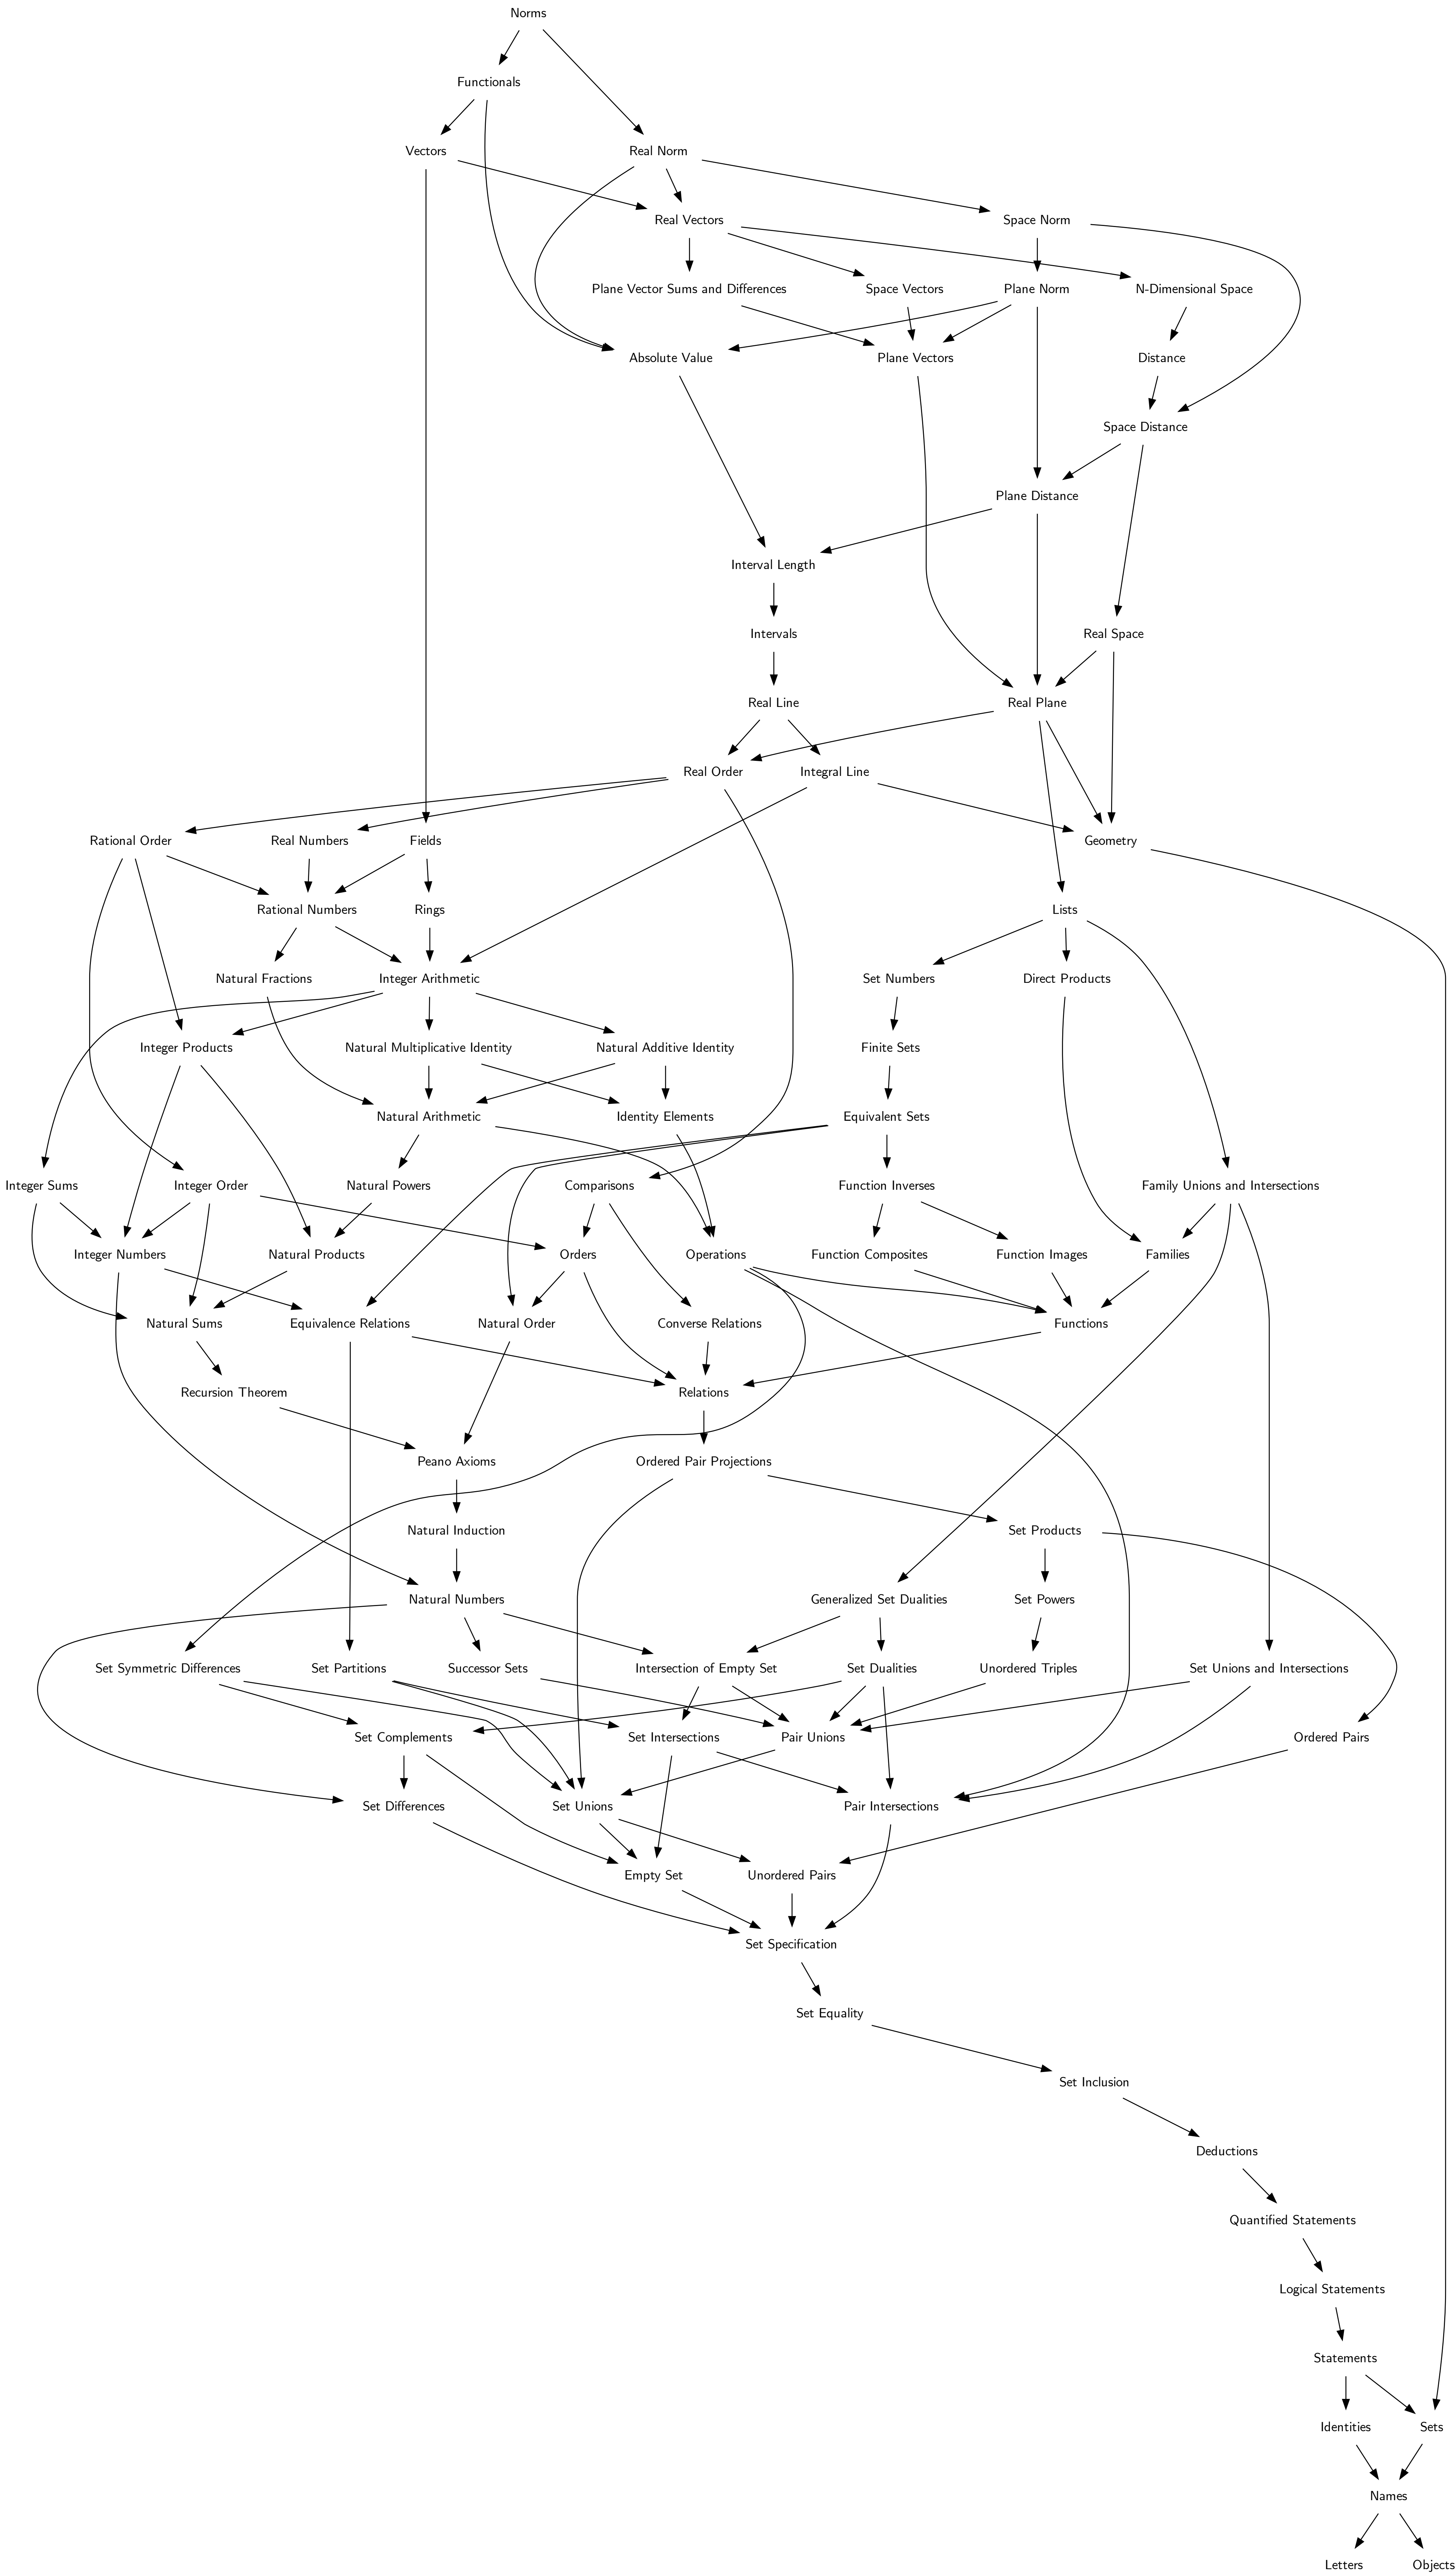 Norms
Functionals
Vectors
Real Norm
Real Vectors
Space Norm
Plane Vector Sums and Differences
Space Vectors
Plane Norm
N-Dimensional Space
Absolute Value
Plane Vectors
Distance
Space Distance
Plane Distance
Interval Length
Intervals
Real Space
Real Line
Real Plane
Real Order
Integral Line
Rational Order
Real Numbers
Fields
Geometry
Rational Numbers
Rings
Lists
Natural Fractions
Integer Arithmetic
Set Numbers
Direct Products
Integer Products
Natural Multiplicative Identity
Natural Additive Identity
Finite Sets
Natural Arithmetic
Identity Elements
Equivalent Sets
Integer Sums
Integer Order
Natural Powers
Comparisons
Function Inverses
Family Unions and Intersections
Integer Numbers
Natural Products
Orders
Operations
Function Composites
Function Images
Families
Natural Sums
Equivalence Relations
Natural Order
Converse Relations
Functions
Recursion Theorem
Relations
Peano Axioms
Ordered Pair Projections
Natural Induction
Set Products
Natural Numbers
Generalized Set Dualities
Set Powers
Set Symmetric Differences
Set Partitions
Successor Sets
Intersection of Empty Set
Set Dualities
Unordered Triples
Set Unions and Intersections
Set Complements
Set Intersections
Pair Unions
Ordered Pairs
Set Differences
Set Unions
Pair Intersections
Empty Set
Unordered Pairs
Set Specification
Set Equality
Set Inclusion
Deductions
Quantified Statements
Logical Statements
Statements
Identities
Sets
Names
Letters
Objects